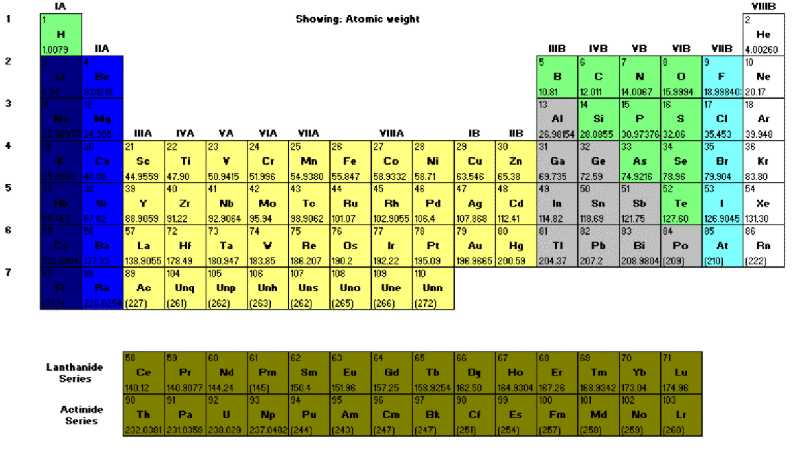 IA VIIIB
1 Showing: Atomic weight
1 2
H He
1.0079 IIA IIIB IVB VB VIB VIIB 4.00260
2 4 5 6 7 8 9 10
Be B C N O F Ne
10.81 12.011 14.0067 15.9994 18.99840 20.17
3 13 14 15 16 17 18
Mg Al Si P S Cl Ar
IIIA IVA VA VIA VIIA VIIIA IB IIB 26.98154 28.0855 30.97376 32.06 35.453 39.948
4 21 22 23 24 25 26 27 28 29 30 31 32 33 34 35 36
Ca Sc Ti V Cr Mn Fe Co Ni Cu Zn Ga Ge As Se Br Kr
44.9559 47.90 50.9415 51.996 54.9380 55.847 58.9332 58.71 63.546 65.38 69.735 72.59 74.9216 78.96 79.904 83.80
5 39 40 41 42 43 44 45 46 47 48 49 50 51 52 53 54
Y Zr Nb Mo Tc Ru Rh Pd Ag Cd In Sn Sb Te I Xe
88.9059 91.22 92.9064 95.94 98.9062 101.07 102.9055 106.4 107.868 112.41 114.82 118.69 121.75 127.60 126.9045 131.30
6 57 72 73 74 75 76 77 78 79 80 81 82 83 84 85 86
Ba La Hf Ta W Re Os Ir Pt Au Hg Tl Pb Bi Po At Rn
138.9055 178.49 180.947 183.85 186.207 190.2 192.22 195.09 196.9665 200.59 204.37 207.2 208.9804 (209) (210) (222)
7 89 104 105 106 107 108 109 110
Ra Ac Unq Unp Unh Uns Uno Une Unn
(227) (261) (262) (263) (262) (265) (266) (272)
58 59 60 61 62 63 64 65 66 67 68 69 70 71
Lanthanide Ce Pr Nd Pm Sm Eu Gd Tb Dy Ho Er Tm Yb Lu
Series 140.12 140.9077 144.24 (145) 150.4 151.96 157.25 158.9254 162.50 164.9304 167.26 168.9342 173.04 174.96
90 91 92 93 94 95 96 97 98 99 100 101 102 103
Actinide Th Pa U Np Pu Am Cm Bk Cf Es Fm Md No Lr
Series 232.0381 231.0359 238.029 237.0482 (244) (243) (247) (247) (251) (254) (257) (258) (259) (260)